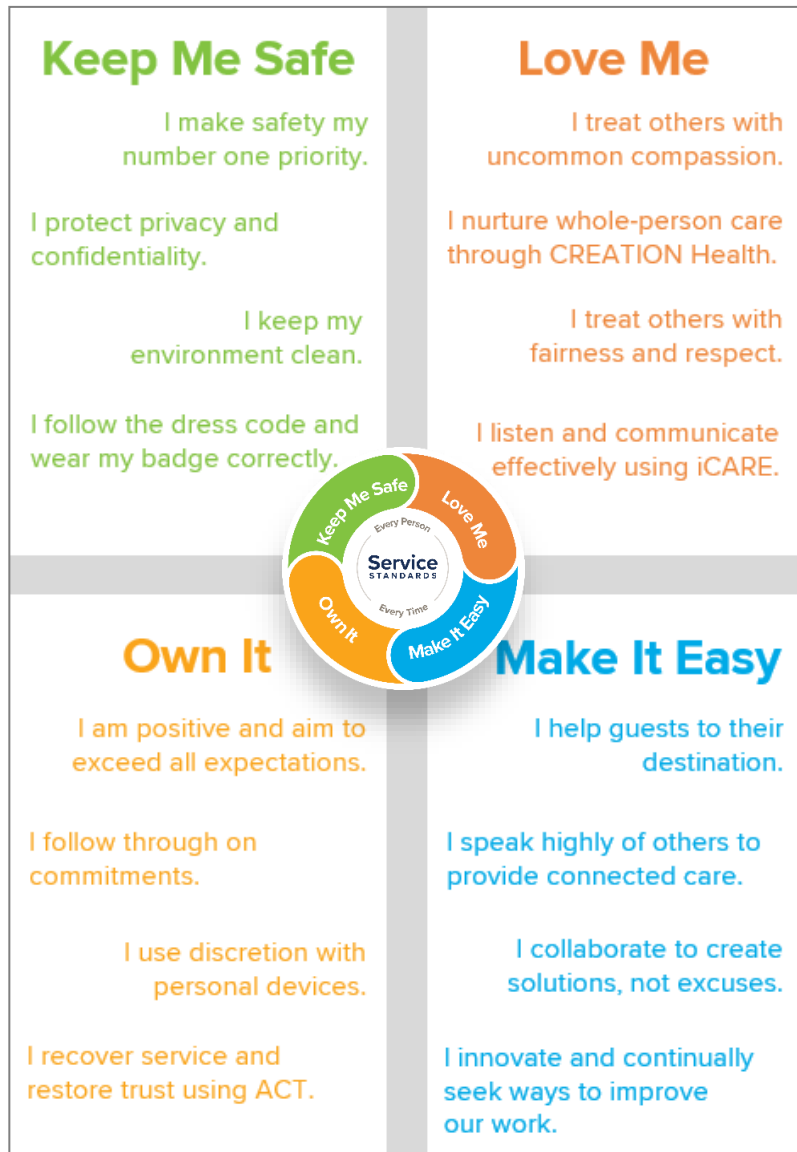 Keep Me Safe
I make safety my
number one priority.
I protect privacy and
confidentiality.
I keep my
environment clean.
I follow the dress code and
wear my badge correctly.
Love Me
I treat others with
uncommon compassion.
I nurture whole-person care
through CREATION Health.
I treat others with
fairness and respect.
I listen and communicate
effectively using iCARE.
Keep Me Safe
Love Me
Every Person
Service
STANDARDS
Every Time
Own It
Make It Easy
Own It
I am positive and aim to
exceed all expectations.
I follow through on
commitments.
I use discretion with
personal devices.
I recover service and
restore trust using ACT.
Make It Easy
I help guests to their
destination.
I speak highly of others to
provide connected care.
I collaborate to create
solutions, not excuses.
I innovate and continually
seek ways to improve
our work.